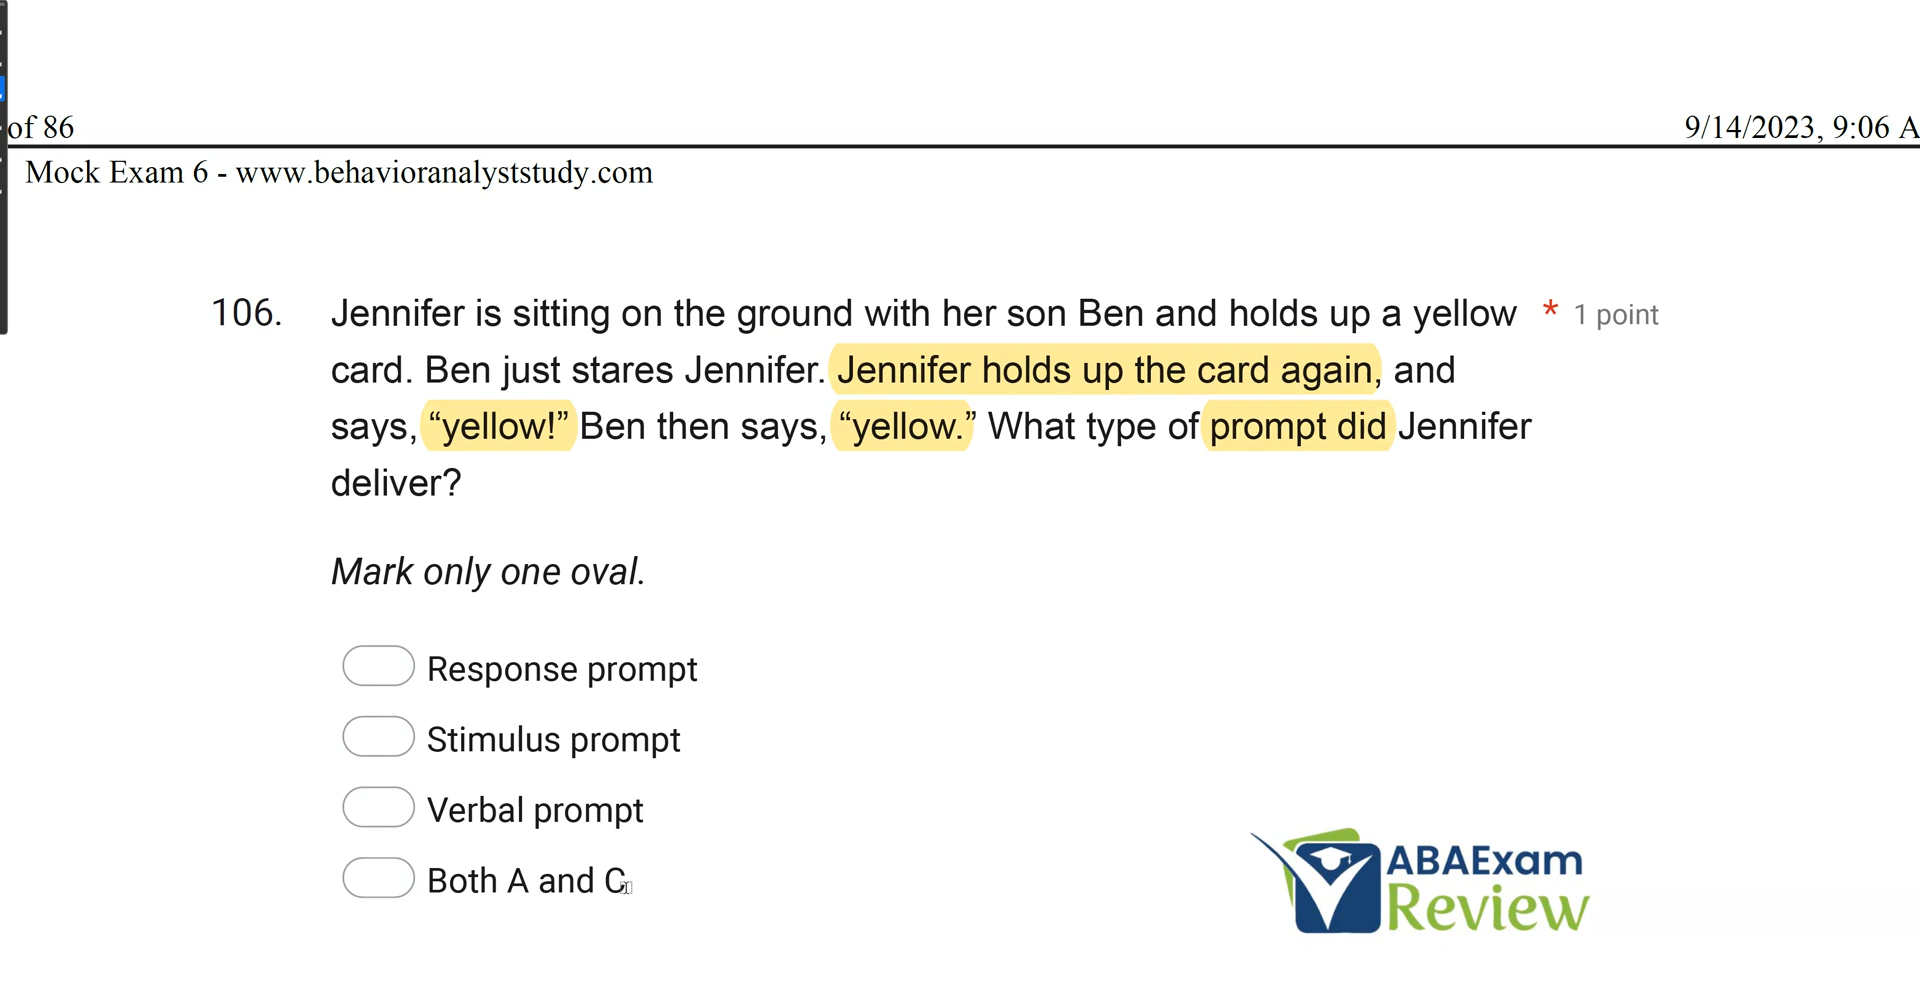 of 86
9/14/2023, 9:06 A
Mock Exam 6 - www.behavioranalyststudy.com
106. Jennifer is sitting on the ground with her son Ben and holds up a yellow * 1 point
card. Ben just stares Jennifer. Jennifer holds up the card again, and
says, “yellow!” Ben then says, “yellow.” What type of prompt did Jennifer
deliver?
Mark only one oval.
Response prompt
Stimulus prompt
Verbal prompt
Both A and C
ABAExam
Review